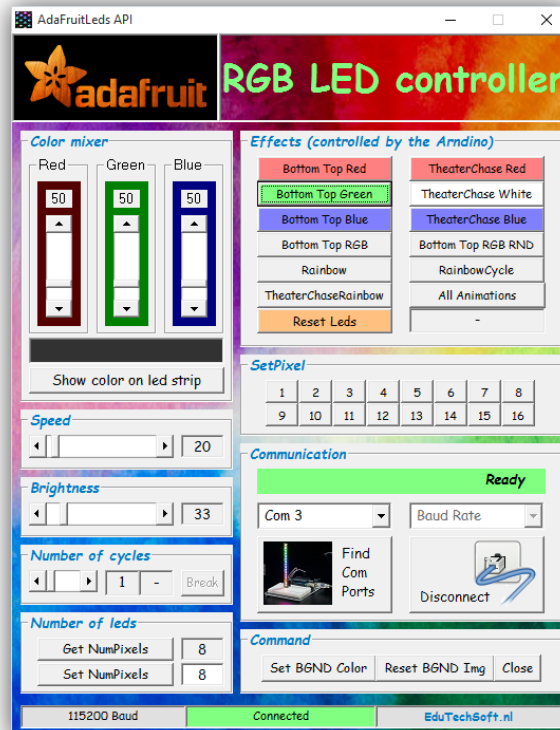 AdaFruitLeds API
adafruit
RGB LED controller
Color mixer
Red Green Blue
50 50 50
Show color on led strip
Speed
20
Brightness
33
Number of cycles
1 - Break
Number of leds
Get NumPixels 8
Set NumPixels 8
Effects (controlled by the Arndino)
Bottom Top Red TheaterChase Red
Bottom Top Green TheaterChase White
Bottom Top Blue TheaterChase Blue
Bottom Top RGB Bottom Top RGB RND
Rainbow RainbowCycle
TheaterChaseRainbow All Animations
Reset Leds -
SetPixel
1 2 3 4 5 6 7 8
9 10 11 12 13 14 15 16
Communication
Ready
Com 3 Baud Rate
Find
Com
Ports
Disconnect
Command
Set BGND Color Reset BGND Img Close
115200 Baud Connected EduTechSoft.nl